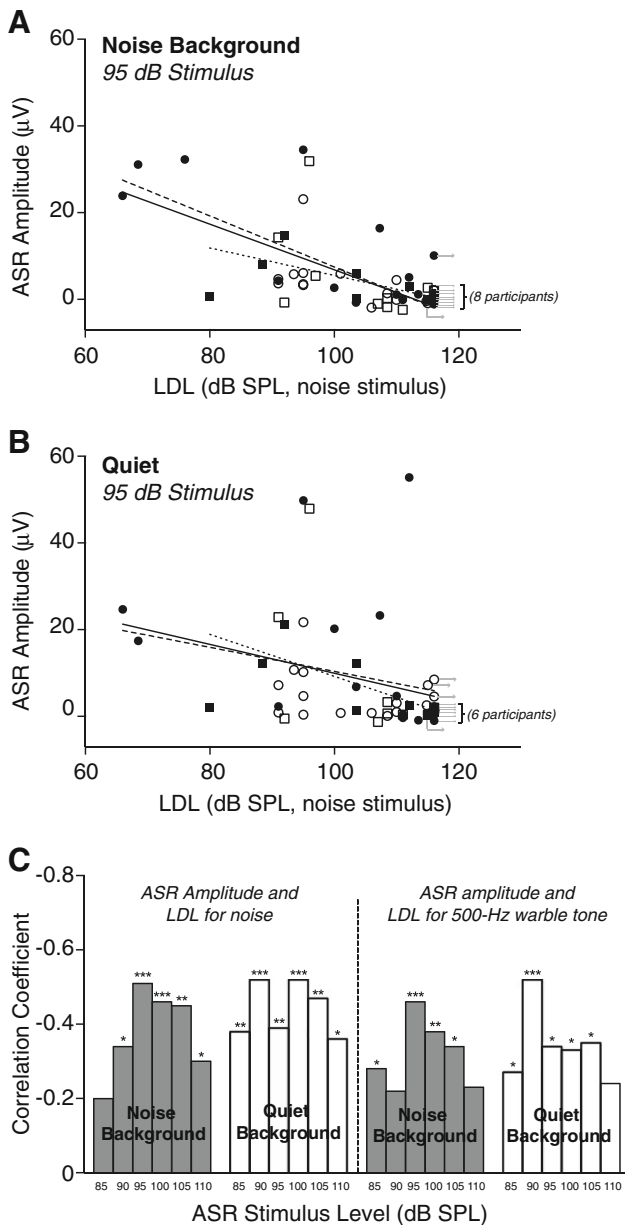 A
Noise Background
95 dB Stimulus
60
40
20
0
ASR Amplitude (μV)
(8 participants)
60
80
100
120
LDL (dB SPL, noise stimulus)
B
Quiet
95 dB Stimulus
60
40
20
0
ASR Amplitude (μV)
(6 participants)
60
80
100
120
LDL (dB SPL, noise stimulus)
C
-0.8
-0.6
-0.4
-0.2
0
Correlation Coefficient
ASR Amplitude and
LDL for noise
ASR amplitude and
LDL for 500-Hz warble tone
* *** *** ** *
** *** ** *** ** *
* *** ** *
* *** * * *
Noise
Background
Quiet
Background
Noise
Background
Quiet
Background
85 90 95 100 105 110
85 90 95 100 105 110
85 90 95 100 105 110
85 90 95 100 105 110
ASR Stimulus Level (dB SPL)